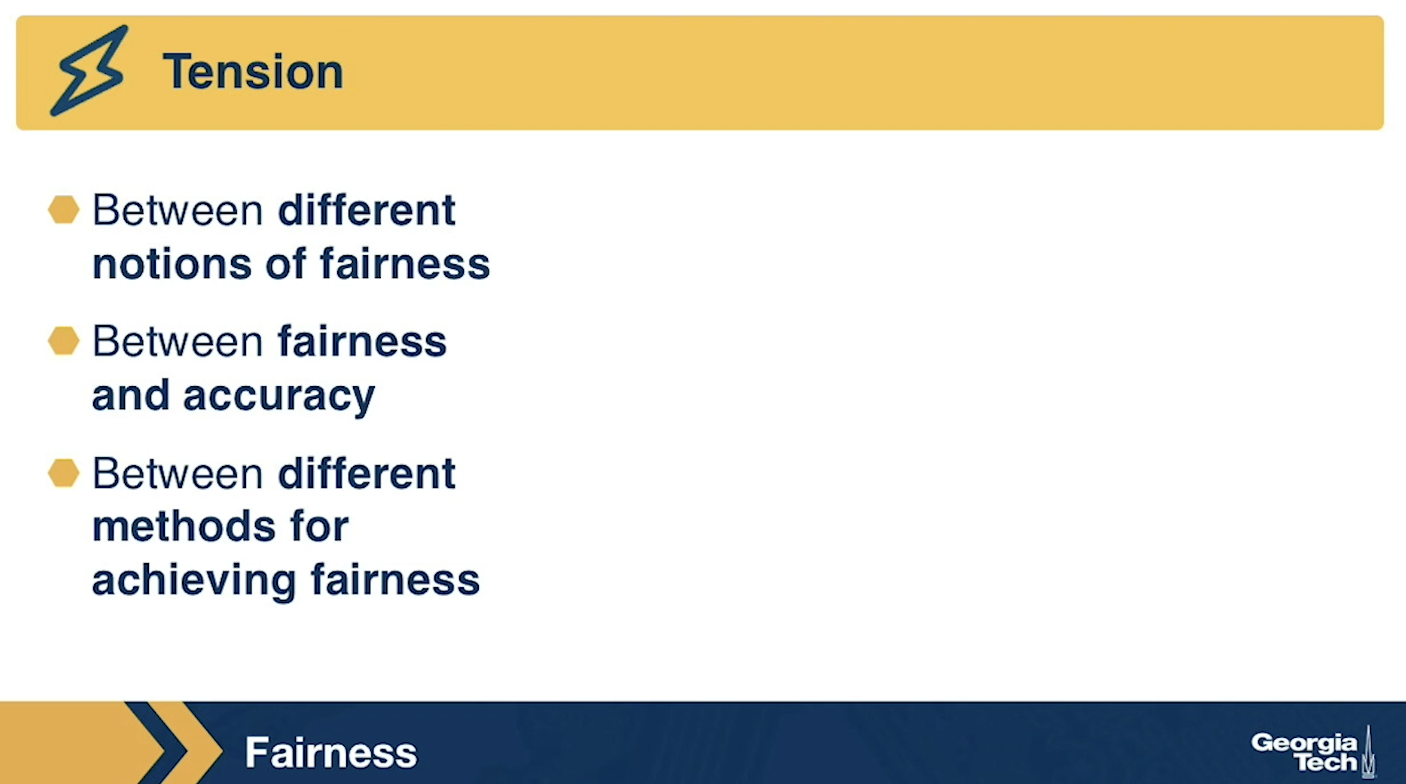 Tension
Between different
notions of fairness
Between fairness
and accuracy
Between different
methods for
achieving fairness
Fairness
Georgia
Tech